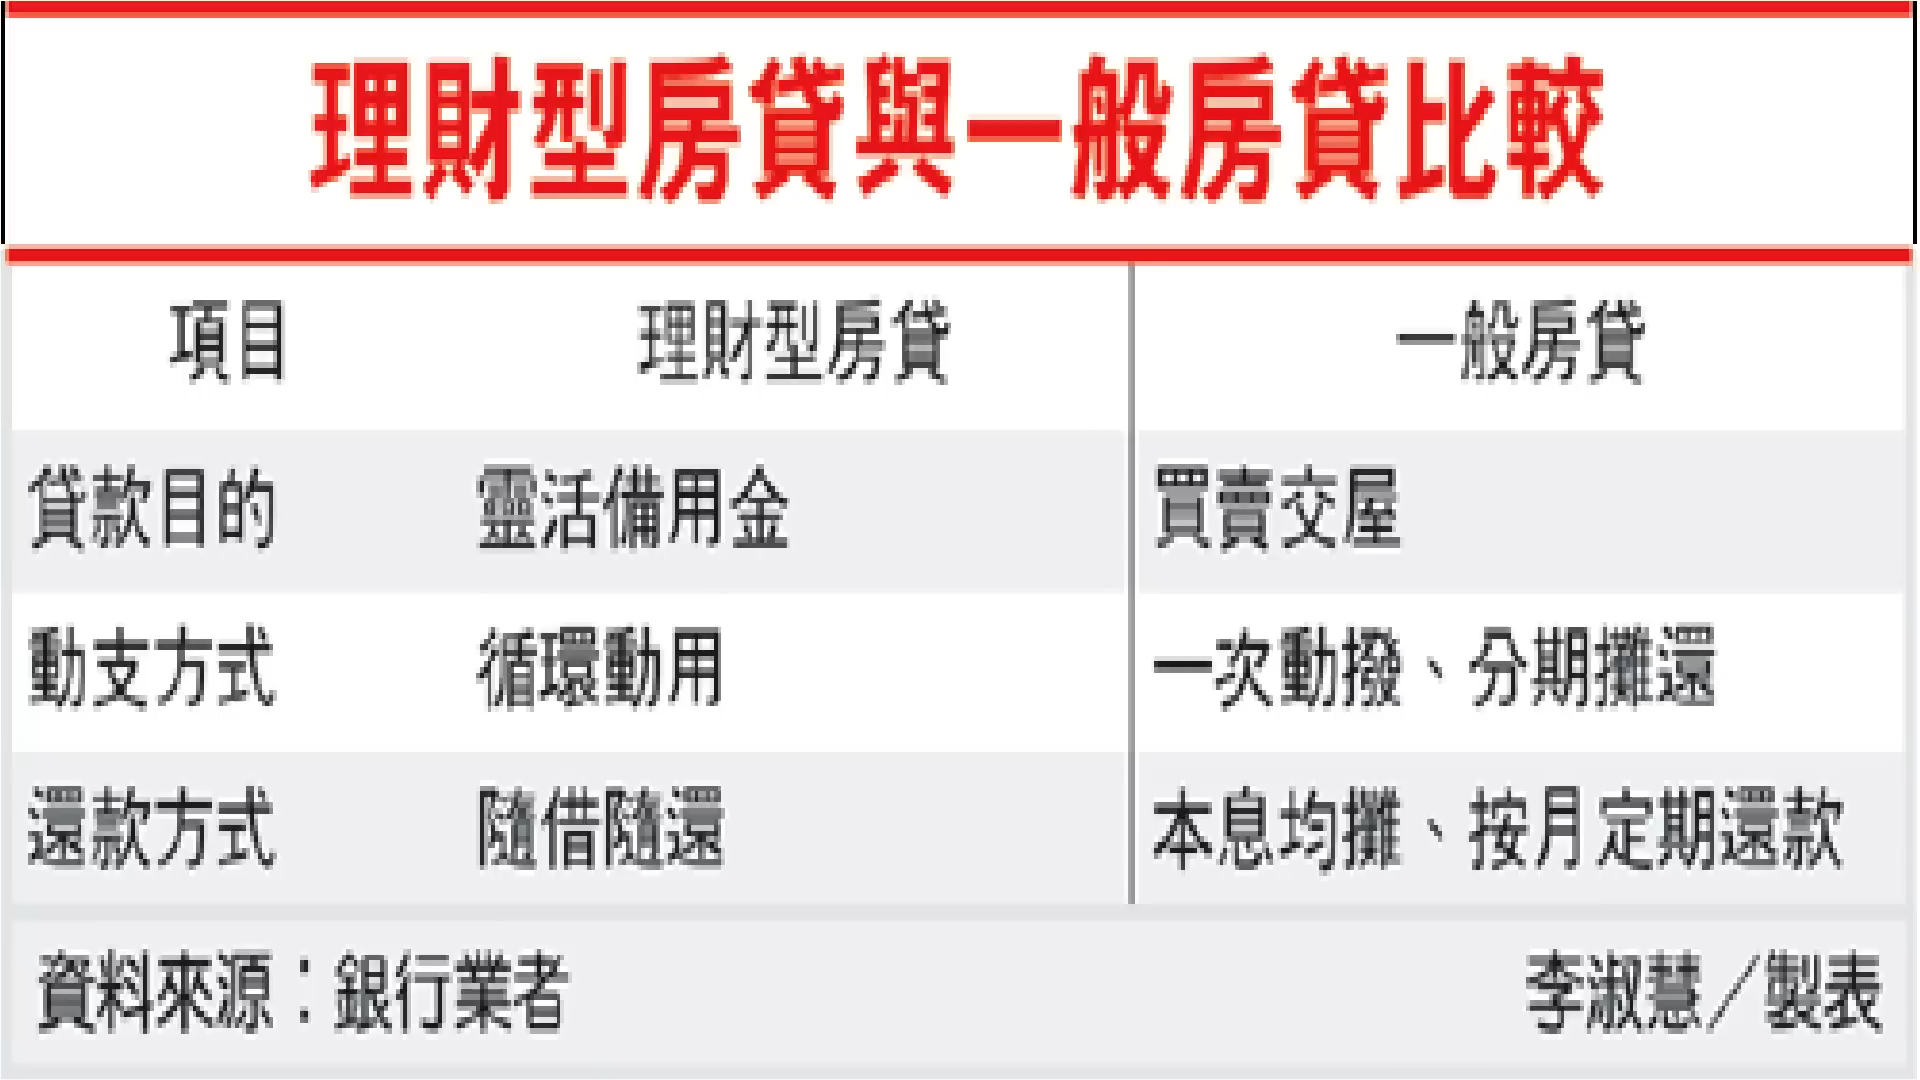 理財型房貸與一般房貸比較
項目 理財型房貸 一般房貸
貸款目的 靈活備用金 買賣交屋
動支方式 循環動用 一次動撥、分期攤還
還款方式 隨借隨還 本息均攤、按月定期還款
資料來源：銀行業者 李淑慧／製表